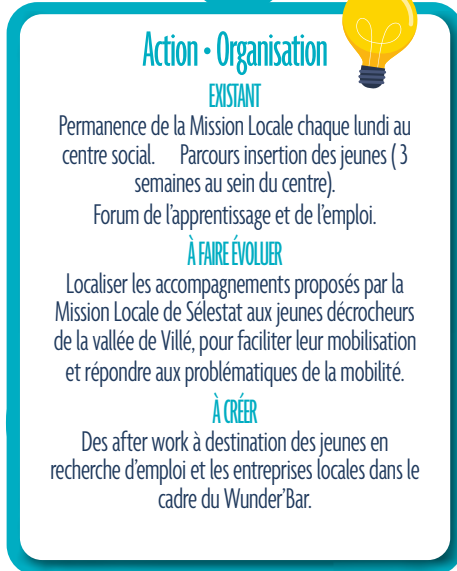 Action • Organisation
EXISTANT
Permanence de la Mission Locale chaque lundi au
centre social. Parcours insertion des jeunes ( 3
semaines au sein du centre).
Forum de l'apprentissage et de l'emploi.
À FAIRE ÉVOLUER
Localiser les accompagnements proposés par la
Mission Locale de Sélestat aux jeunes décrocheurs
de la vallée de Villé, pour faciliter leur mobilisation
et répondre aux problématiques de la mobilité.
À CRÉER
Des after work à destination des jeunes en
recherche d'emploi et les entreprises locales dans le
cadre du Wunder'Bar.